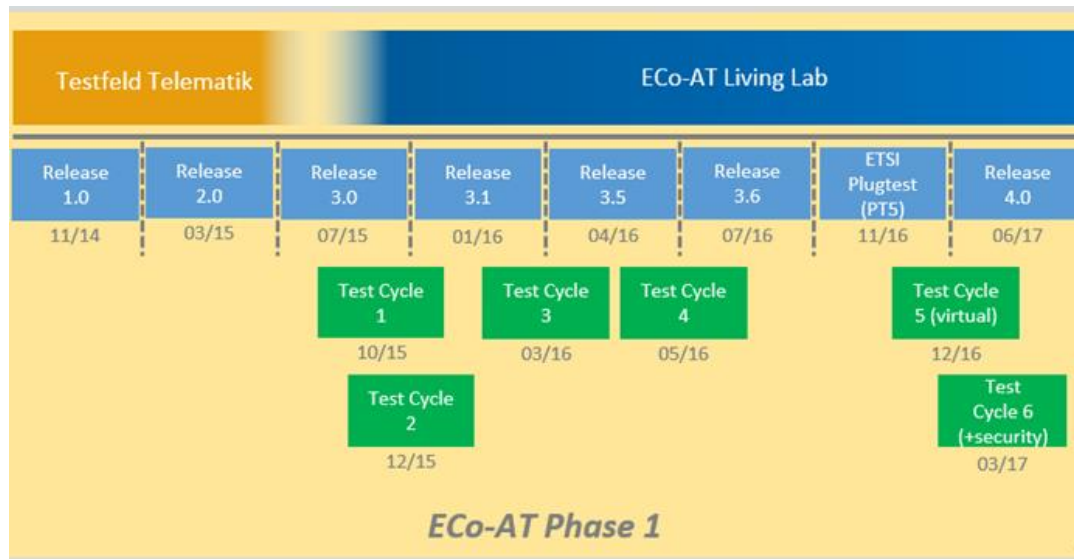 Testfeld Telematik
ECo-AT Living Lab
Release
1.0
11/14
Release
2.0
03/15
Release
3.0
07/15
Release
3.1
01/16
Release
3.5
04/16
Release
3.6
07/16
ETSI
Plugtest
(PT5)
11/16
Release
4.0
06/17
Test Cycle
1
10/15
Test Cycle
3
03/16
Test Cycle
4
05/16
Test Cycle
5 (virtual)
12/16
Test Cycle
2
12/15
Test
Cycle 6
(+security)
03/17
ECo-AT Phase 1